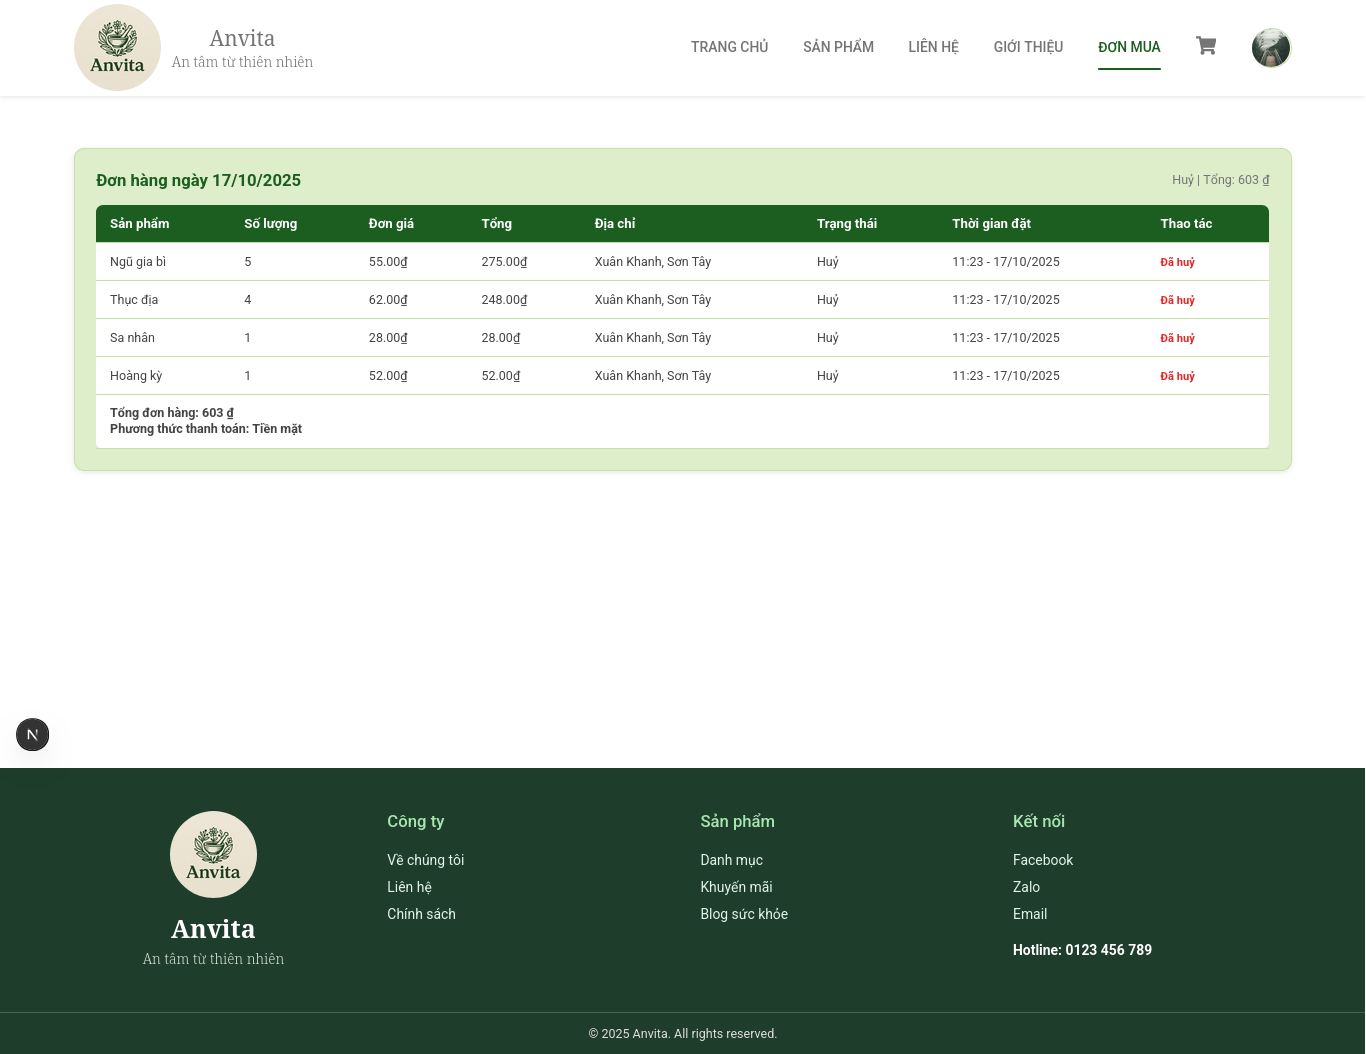 Anvita
Anvita
An tâm từ thiên nhiên
TRANG CHỦ SẢN PHẨM LIÊN HỆ GIỚI THIỆU ĐƠN MUA
Đơn hàng ngày 17/10/2025 Huỷ | Tổng: 603 ₫
Sản phẩm Số lượng Đơn giá Tổng Địa chỉ Trạng thái Thời gian đặt Thao tác
Ngũ gia bì 5 55.00₫ 275.00₫ Xuân Khanh, Sơn Tây Huỷ 11:23 - 17/10/2025 Đã huỷ
Thục địa 4 62.00₫ 248.00₫ Xuân Khanh, Sơn Tây Huỷ 11:23 - 17/10/2025 Đã huỷ
Sa nhân 1 28.00₫ 28.00₫ Xuân Khanh, Sơn Tây Huỷ 11:23 - 17/10/2025 Đã huỷ
Hoàng kỳ 1 52.00₫ 52.00₫ Xuân Khanh, Sơn Tây Huỷ 11:23 - 17/10/2025 Đã huỷ
Tổng đơn hàng: 603 ₫
Phương thức thanh toán: Tiền mặt
N
Anvita
Anvita
An tâm từ thiên nhiên
Công ty
Về chúng tôi
Liên hệ
Chính sách
Sản phẩm
Danh mục
Khuyến mãi
Blog sức khỏe
Kết nối
Facebook
Zalo
Email
Hotline: 0123 456 789
© 2025 Anvita. All rights reserved.